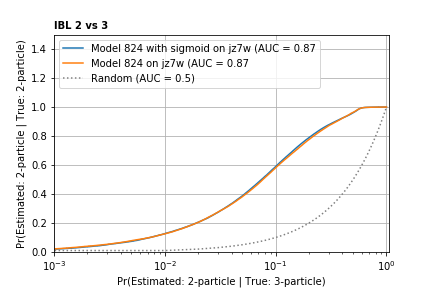 IBL 2 vs 3
Model 824 with sigmoid on jz7w (AUC = 0.87
Model 824 on jz7w (AUC = 0.87
Random (AUC = 0.5)
Pr(Estimated: 2-particle | True: 2-particle)
1.4
1.2
1.0
0.8
0.6
0.4
0.2
0.0
10⁻³ 10⁻² 10⁻¹ 10⁰
Pr(Estimated: 2-particle | True: 3-particle)